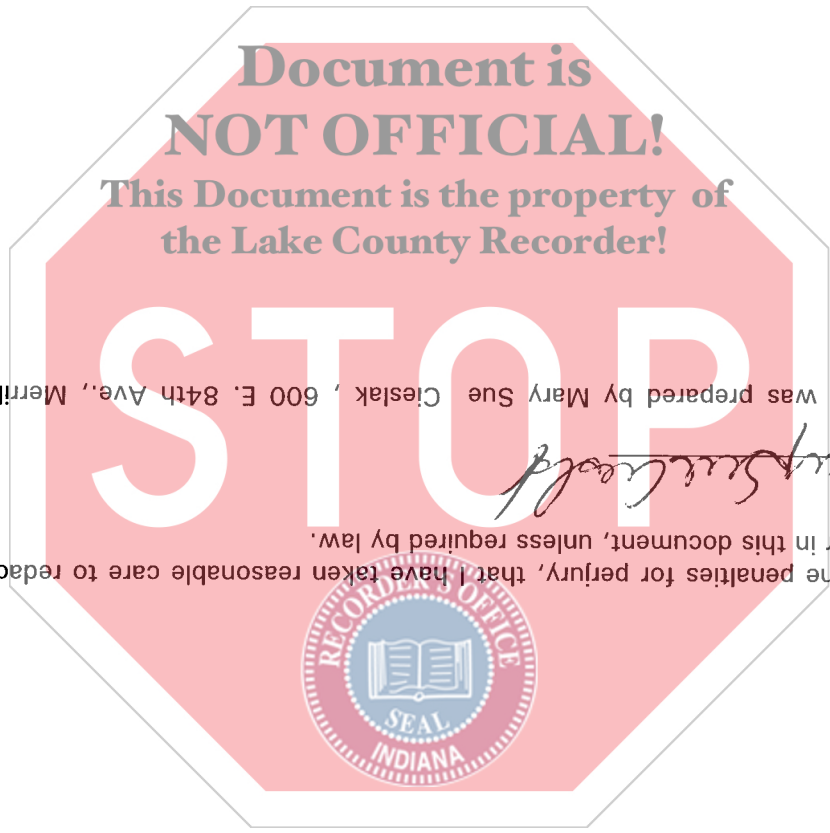 Document is
NOT OFFICIAL!
This Document is the property of
the Lake County Recorder!
STOP
was prepared by Mary Sue Cieslak , 600 E. 84th Ave., Merril
in this document, unless required by law.
penalties for perjury, that I have taken reasonable care to redac
RECORDER'S OFFICE
SEAL
INDIANA